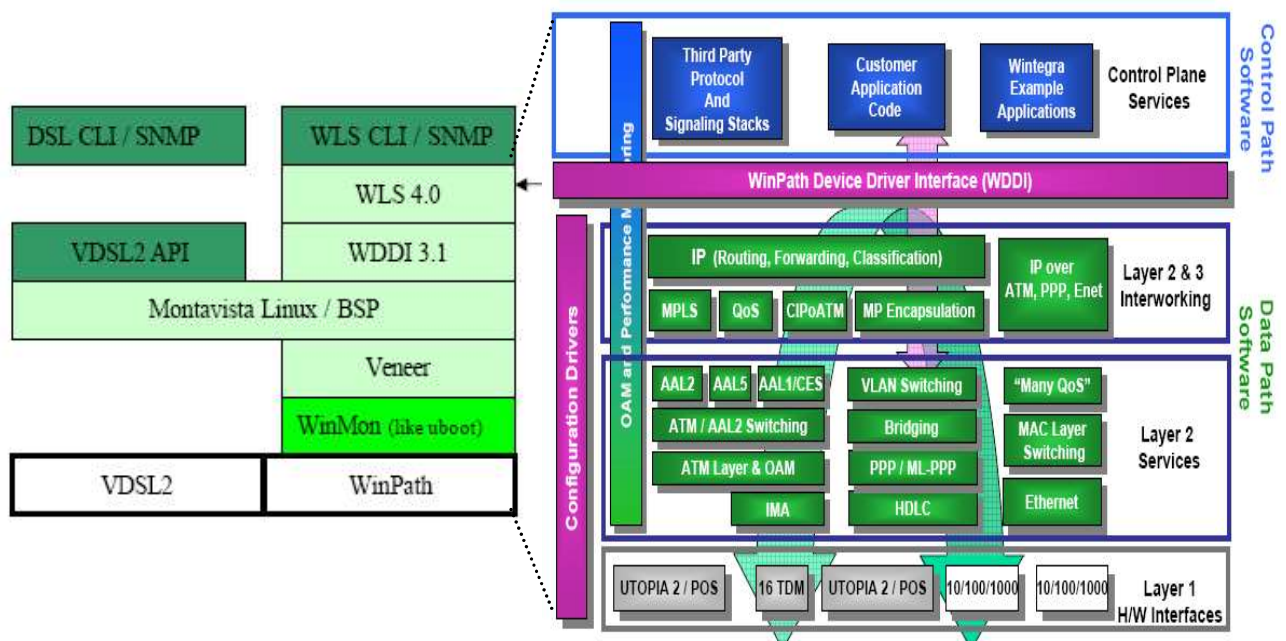 DSL CLI / SNMP
WLS CLI / SNMP
WLS 4.0
VDSL2 API
WDDI 3.1
Montavista Linux / BSP
Veneer
WinMon (like uboot)
VDSL2
WinPath
Third Party
Protocol
And
Signaling Stacks
Customer
Application
Code
Wintegra
Example
Applications
Control Plane
Services
Control Path
Software
WinPath Device Driver Interface (WDDI)
Configuration Drivers
OAM and Performance M
ring
IP (Routing, Forwarding, Classification)
MPLS
QoS
CIPoATM
MP Encapsulation
IP over
ATM, PPP, Enet
Layer 2 & 3
Interworking
Data Path
Software
AAL2
AAL5
AAL1/CES
ATM / AAL2 Switching
ATM Layer & OAM
IMA
VLAN Switching
Bridging
PPP / ML-PPP
HDLC
“Many QoS”
MAC Layer
Switching
Ethernet
Layer 2
Services
UTOPIA 2 / POS
16 TDM
UTOPIA 2 / POS
10/100/1000
10/100/1000
Layer 1
H/W Interfaces